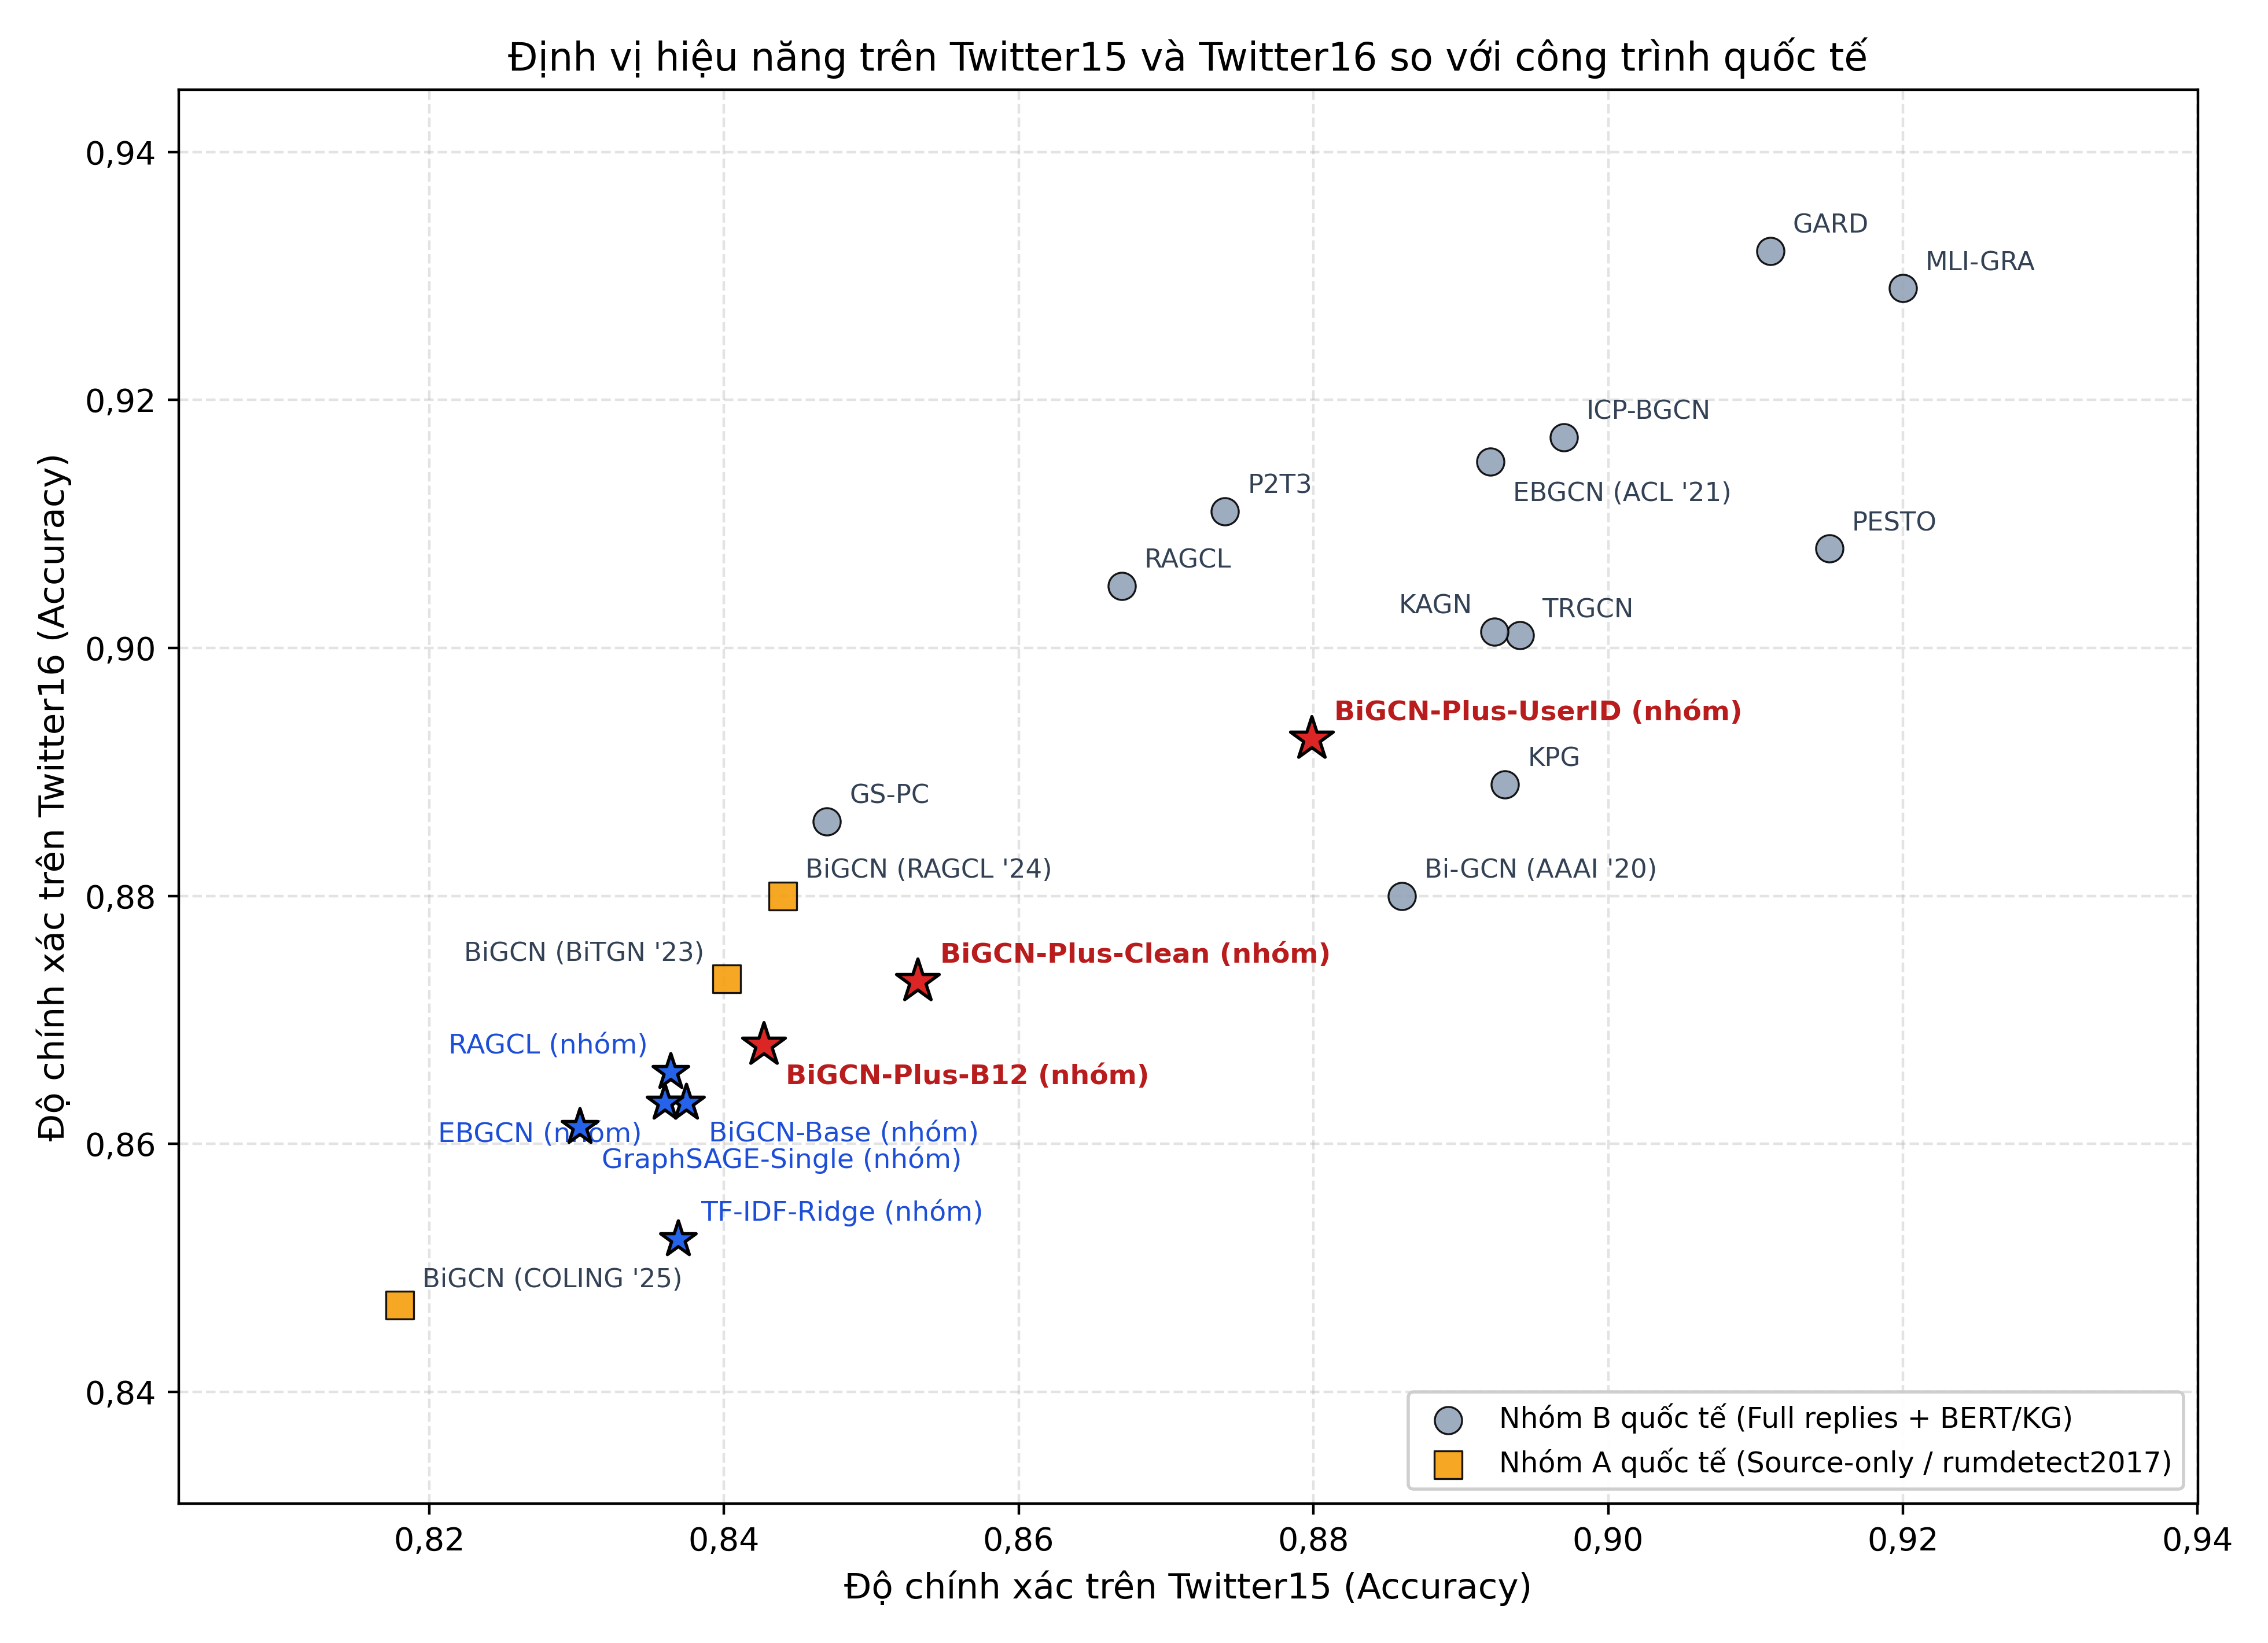 Định vị hiệu năng trên Twitter15 và Twitter16 so với công trình quốc tế
Độ chính xác trên Twitter16 (Accuracy)
0,94
0,92
0,90
0,88
0,86
0,84
GARD
MLI-GRA
ICP-BGCN
EBGCN (ACL '21)
P2T3
PESTO
RAGCL
KAGN
TRGCN
BiGCN-Plus-UserID (nhóm)
KPG
GS-PC
BiGCN (RAGCL '24)
Bi-GCN (AAAI '20)
BiGCN (BiTGN '23)
BiGCN-Plus-Clean (nhóm)
RAGCL (nhóm)
BiGCN-Plus-B12 (nhóm)
EBGCN (nhóm)
BiGCN-Base (nhóm)
GraphSAGE-Single (nhóm)
TF-IDF-Ridge (nhóm)
BiGCN (COLING '25)
Nhóm B quốc tế (Full replies + BERT/KG)
Nhóm A quốc tế (Source-only / rumdetect2017)
0,82
0,84
0,86
0,88
0,90
0,92
0,94
Độ chính xác trên Twitter15 (Accuracy)